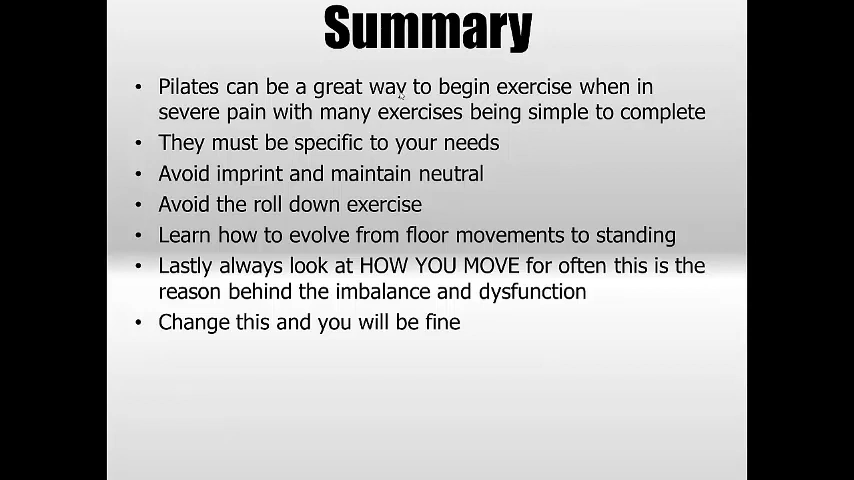 Summary
• Pilates can be a great way to begin exercise when in
severe pain with many exercises being simple to complete
• They must be specific to your needs
• Avoid imprint and maintain neutral
• Avoid the roll down exercise
• Learn how to evolve from floor movements to standing
• Lastly always look at HOW YOU MOVE for often this is the
reason behind the imbalance and dysfunction
• Change this and you will be fine